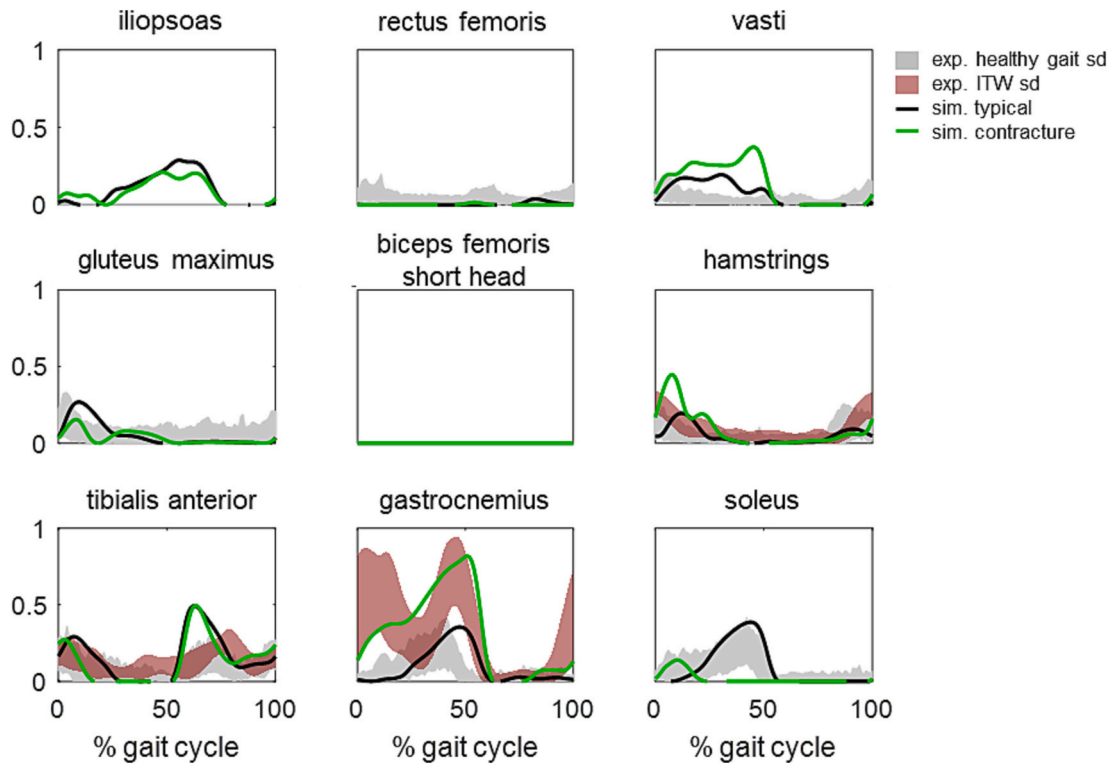 iliopsoas
rectus femoris
vasti
1
0.5
0
exp. healthy gait sd
exp. ITW sd
sim. typical
sim. contracture
gluteus maximus
biceps femoris
short head
hamstrings
1
0.5
0
tibialis anterior
gastrocnemius
soleus
1
0.5
0
0 50 100
0 50 100
0 50 100
% gait cycle
% gait cycle
% gait cycle